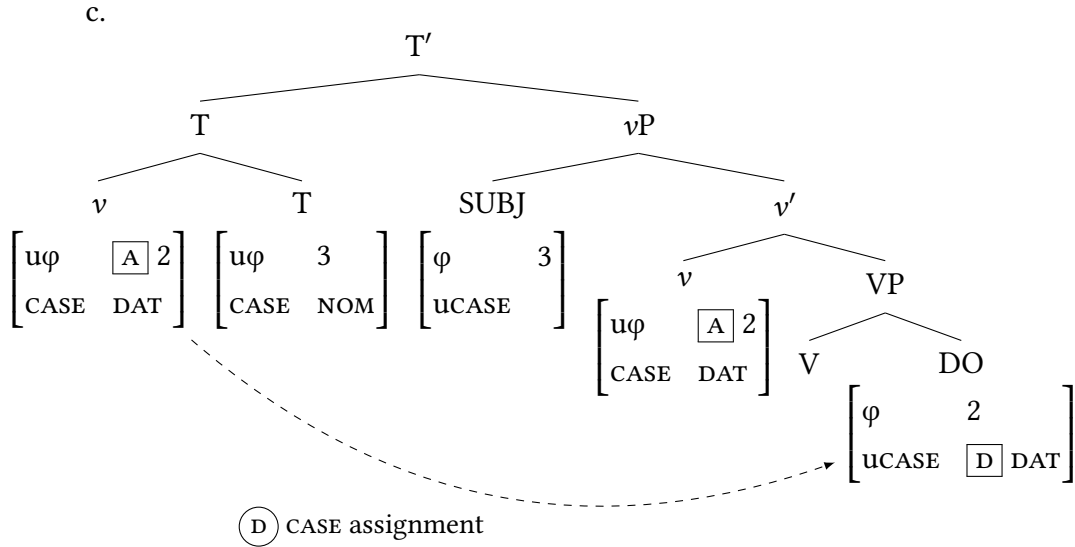 c.
T′
T vP
v T SUBJ v′
uφ A 2 uφ 3 φ 3 v VP
CASE DAT CASE NOM uCASE
uφ A 2 V DO
CASE DAT
φ 2
uCASE D DAT
D CASE assignment